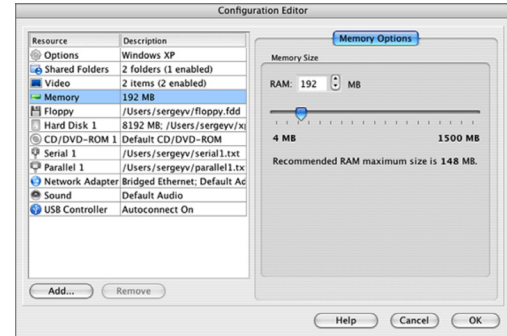 Configuration Editor
Resource Description
Options Windows XP
Shared Folders 2 folders (1 enabled)
Video 2 items (2 enabled)
Memory 192 MB
Floppy /Users/sergeyv/floppy.fdd
Hard Disk 1 8192 MB; /Users/sergeyv/xp
CD/DVD-ROM 1 Default CD/DVD-ROM
Serial 1 /Users/sergeyv/serial1.txt
Parallel 1 /Users/sergeyv/parallel1.tx
Network Adapter Bridged Ethernet; Default Ad
Sound Default Audio
USB Controller Autoconnect On
Add... Remove
Memory Options
Memory Size
RAM: 192 MB
4 MB 1500 MB
Recommended RAM maximum size is 148 MB.
Help Cancel OK